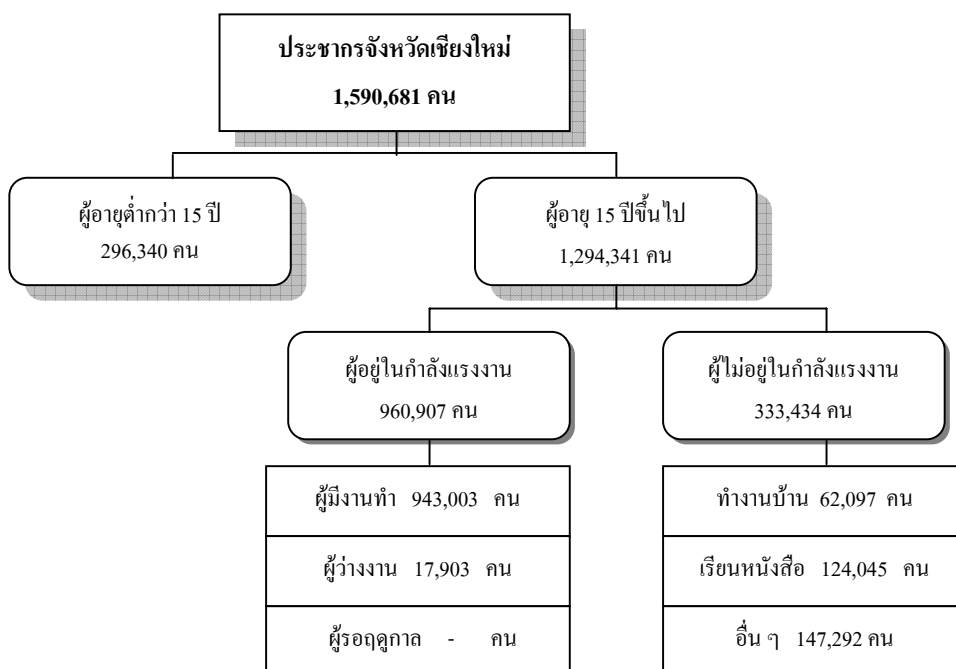 ประชากรจังหวัดเชียงใหม่
1,590,681 คน
ผู้อายุต่ำกว่า 15 ปี
296,340 คน
ผู้อายุ 15 ปีขึ้นไป
1,294,341 คน
ผู้อยู่ในกำลังแรงงาน
960,907 คน
ผู้ไม่อยู่ในกำลังแรงงาน
333,434 คน
ผู้มีงานทำ 943,003 คน
ผู้ว่างงาน 17,903 คน
ผู้รอฤดูกาล - คน
ทำงานบ้าน 62,097 คน
เรียนหนังสือ 124,045 คน
อื่น ๆ 147,292 คน